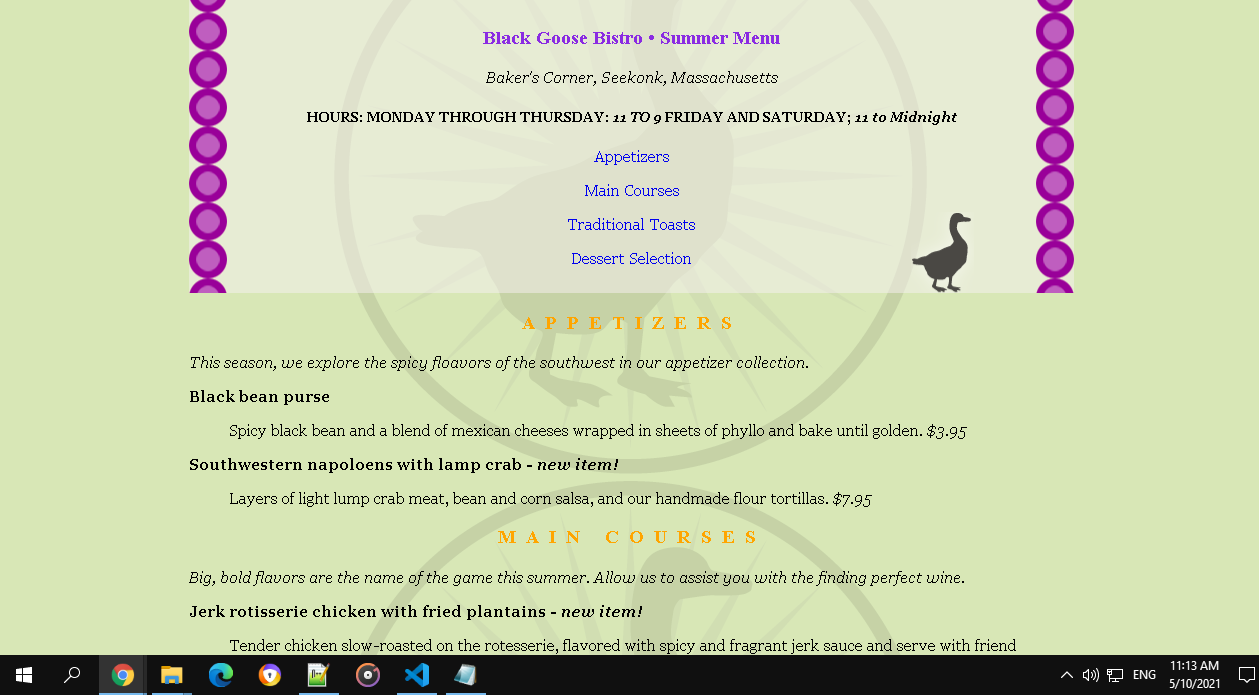 Black Goose Bistro • Summer Menu
Baker's Corner, Seekonk, Massachusetts
HOURS: MONDAY THROUGH THURSDAY: 11 TO 9 FRIDAY AND SATURDAY; 11 to Midnight
Appetizers
Main Courses
Traditional Toasts
Dessert Selection
APPETIZERS
This season, we explore the spicy floavors of the southwest in our appetizer collection.
Black bean purse
Spicy black bean and a blend of mexican cheeses wrapped in sheets of phyllo and bake until golden. $3.95
Southwestern napoloens with lamp crab - new item!
Layers of light lump crab meat, bean and corn salsa, and our handmade flour tortillas. $7.95
MAIN COURSES
Big, bold flavors are the name of the game this summer. Allow us to assist you with the finding perfect wine.
Jerk rotisserie chicken with fried plantains - new item!
Tender chicken slow-roasted on the rotesserie, flavored with spicy and fragrant jerk sauce and serve with friend
ENG
11:13 AM
5/10/2021